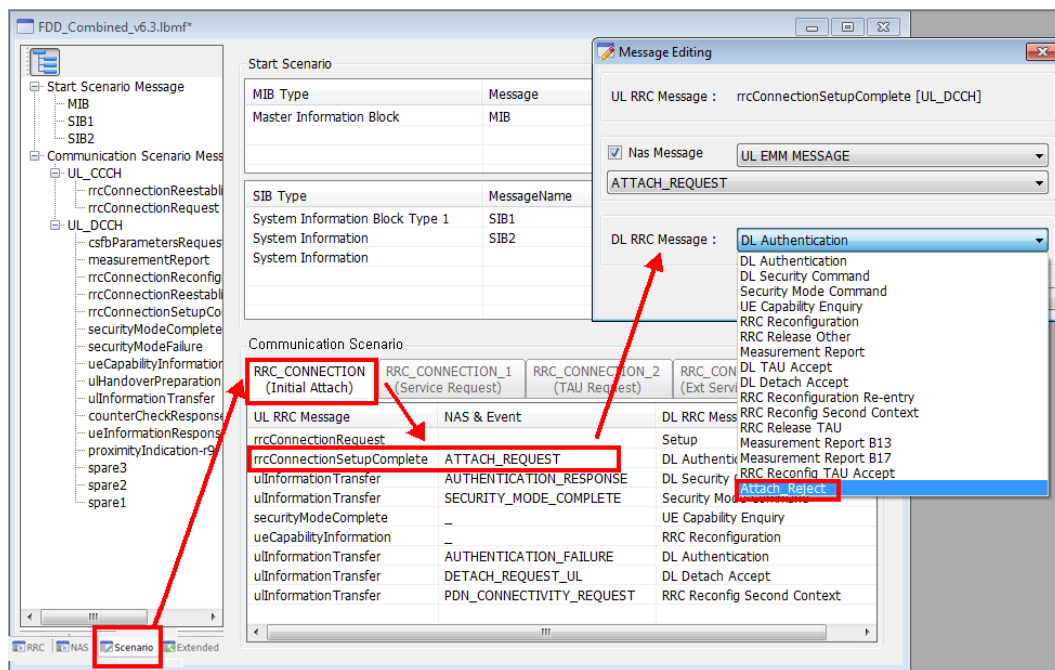 FDD_Combined_v6.3.lbmf*
Start Scenario Message
MIB
SIB1
SIB2
Communication Scenario Mess
UL_CCCH
rrcConnectionReestabli
rrcConnectionRequest
UL_DCCH
csfbParametersReques
measurementReport
rrcConnectionReconfig
rrcConnectionReestabli
rrcConnectionSetupCo
securityModeComplete
securityModeFailure
ueCapabilityInformation
ulHandoverPreparation
ulInformationTransfer
counterCheckResponse
ueInformationRespons
proximityIndication-r9
spare3
spare2
spare1
RRC NAS Scenario Extended
Start Scenario
MIB Type Message
Master Information Block MIB
SIB Type MessageName
System Information Block Type 1 SIB1
System Information SIB2
System Information
Communication Scenario
RRC_CONNECTION RRC_CONNECTION_1 RRC_CONNECTION_2 RRC_CON
(Initial Attach) (Service Request) (TAU Request) (Ext Servi
UL RRC Message NAS & Event DL RRC Mess
rrcConnectionRequest Setup
rrcConnectionSetupComplete ATTACH_REQUEST DL Authentic
ulInformationTransfer AUTHENTICATION_RESPONSE DL Security
ulInformationTransfer SECURITY_MODE_COMPLETE Security Mode Command
securityModeComplete _ UE Capability Enquiry
ueCapabilityInformation _ RRC Reconfiguration
ulInformationTransfer AUTHENTICATION_FAILURE DL Authentication
ulInformationTransfer DETACH_REQUEST_UL DL Detach Accept
ulInformationTransfer PDN_CONNECTIVITY_REQUEST RRC Reconfig Second Context
Message Editing
UL RRC Message : rrcConnectionSetupComplete [UL_DCCH]
Nas Message UL EMM MESSAGE
ATTACH_REQUEST
DL RRC Message : DL Authentication
DL Authentication
DL Security Command
Security Mode Command
UE Capability Enquiry
RRC Reconfiguration
RRC Release Other
Measurement Report
DL TAU Accept
DL Detach Accept
RRC Reconfiguration Re-entry
RRC Reconfig Second Context
RRC Release TAU
Measurement Report B13
Measurement Report B17
RRC Reconfig TAU Accept
Attach_Reject